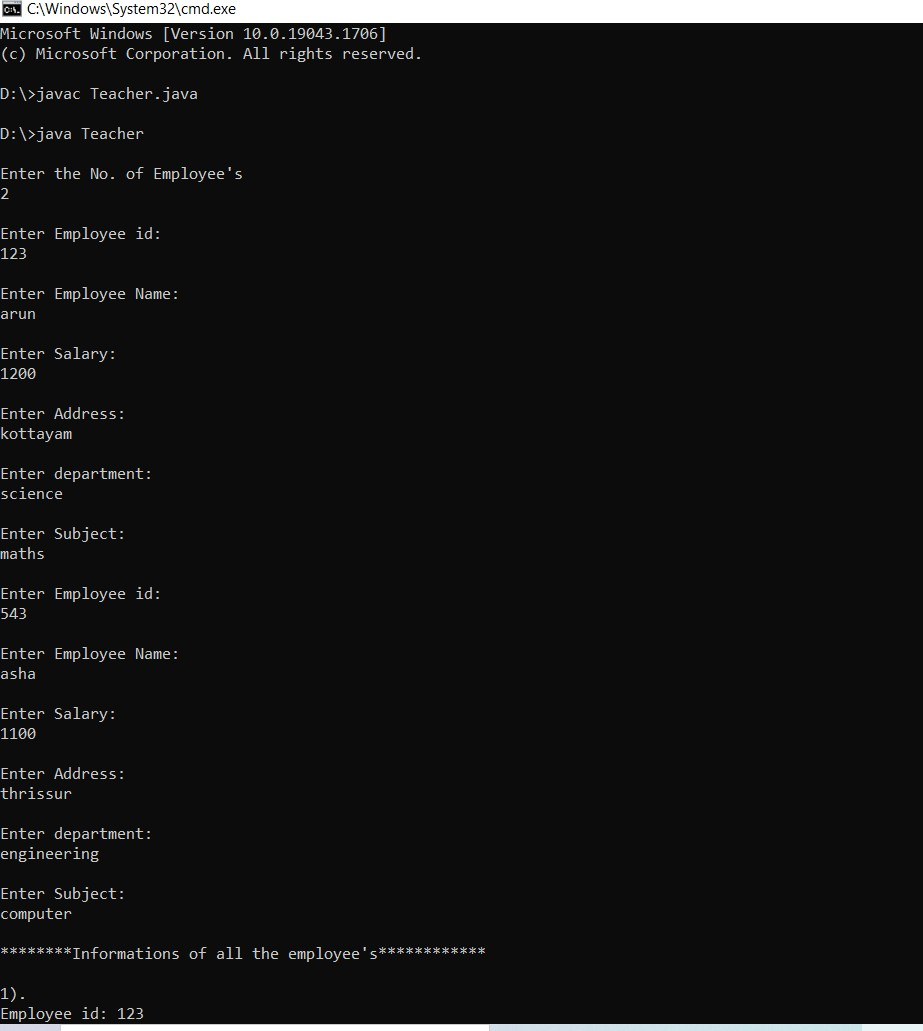 C:\Windows\System32\cmd.exe
Microsoft Windows [Version 10.0.19043.1706]
(c) Microsoft Corporation. All rights reserved.
D:\>javac Teacher.java
D:\>java Teacher
Enter the No. of Employee's
2
Enter Employee id:
123
Enter Employee Name:
arun
Enter Salary:
1200
Enter Address:
kottayam
Enter department:
science
Enter Subject:
maths
Enter Employee id:
543
Enter Employee Name:
asha
Enter Salary:
1100
Enter Address:
thrissur
Enter department:
engineering
Enter Subject:
computer
********Informations of all the employee's************
1).
Employee id: 123